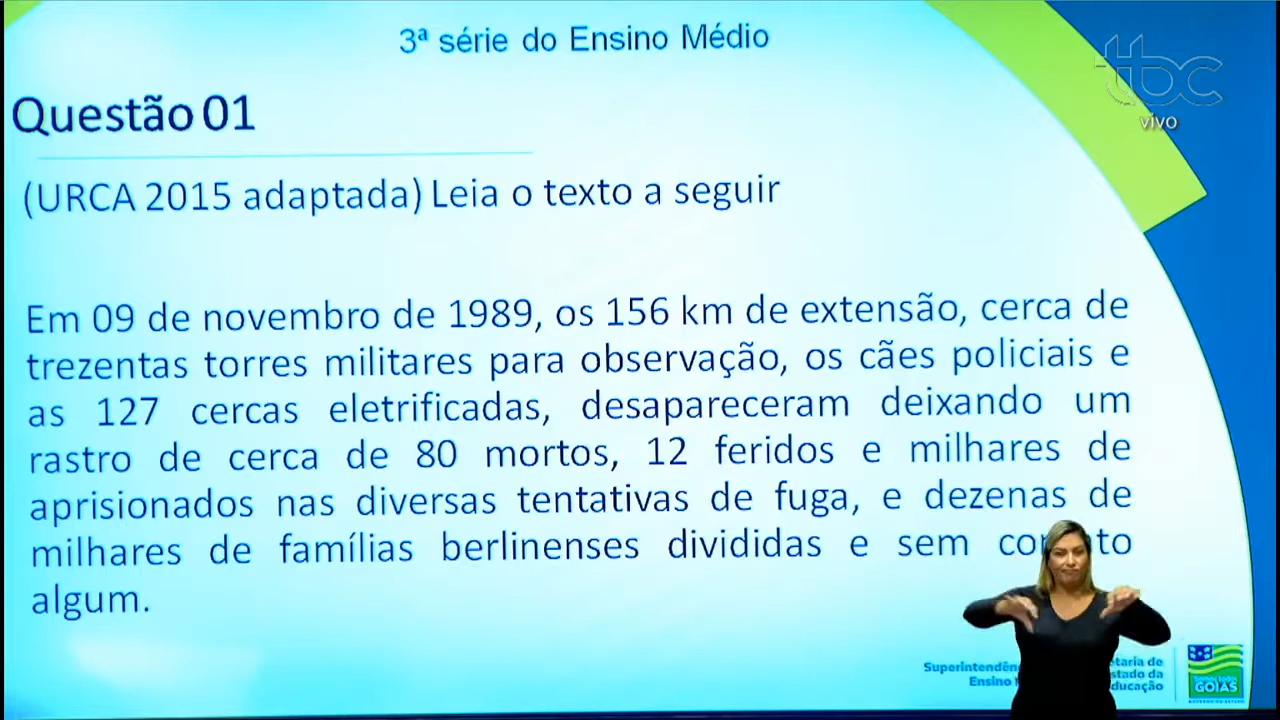 3ª série do Ensino Médio
tbc
vivo
Questão 01
(URCA 2015 adaptada) Leia o texto a seguir
Em 09 de novembro de 1989, os 156 km de extensão, cerca de
trezentas torres militares para observação, os cães policiais e
as 127 cercas eletrificadas, desapareceram deixando um
rastro de cerca de 80 mortos, 12 feridos e milhares de
aprisionados nas diversas tentativas de fuga, e dezenas de
milhares de famílias berlinenses divididas e sem
algum.
Ensino
GOIÁS